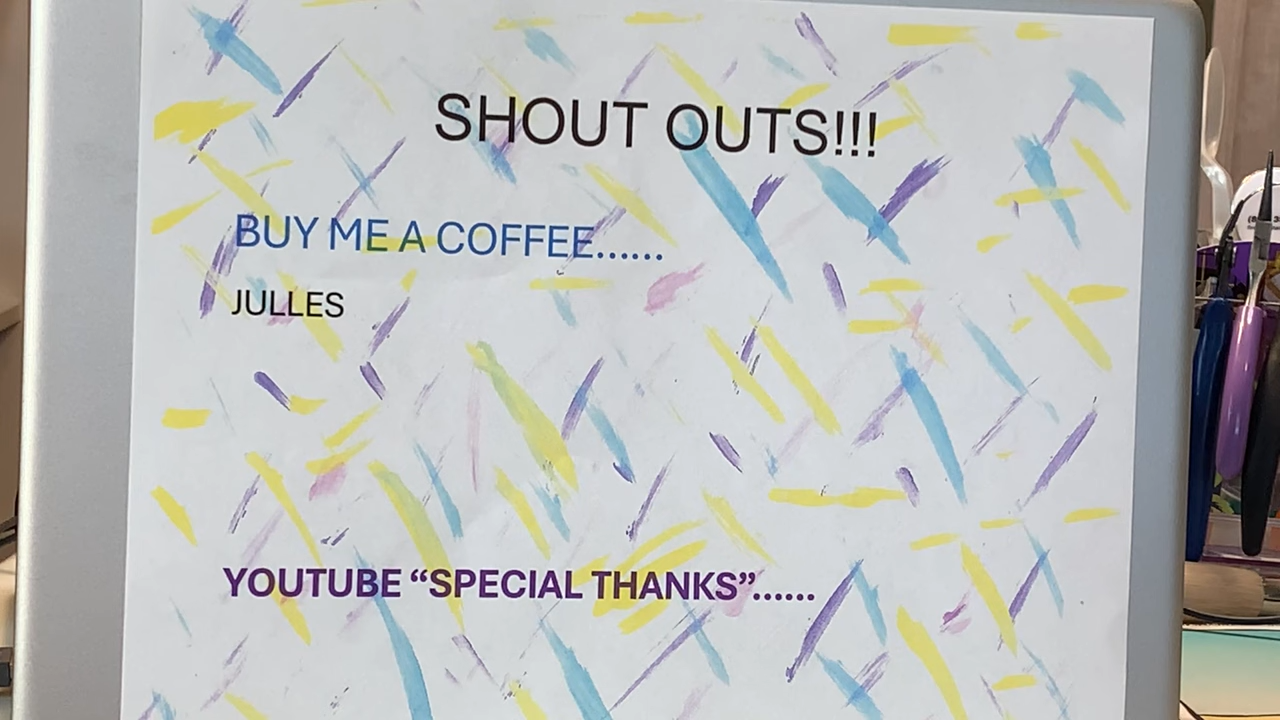 SHOUT OUTS!!!
BUY ME A COFFEE......
JULLES
YOUTUBE “SPECIAL THANKS”......